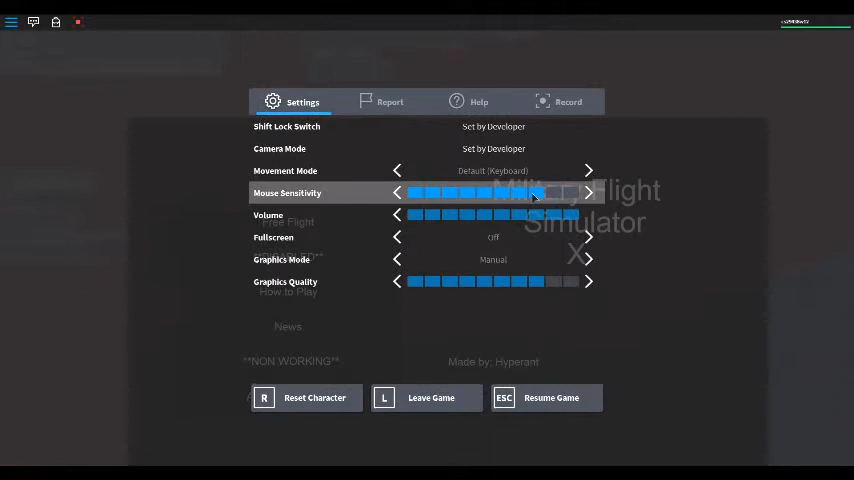 Settings
Report
Help
Record
Shift Lock Switch Set by Developer
Camera Mode Set by Developer
Movement Mode Default (Keyboard)
Mouse Sensitivity
Military Flight
Simulator
X
Volume
Free Flight
Fullscreen Off
Graphics Mode Manual
Graphics Quality
How to Play
News
**NON WORKING** Made by: Hyperant
R Reset Character
L Leave Game
ESC Resume Game